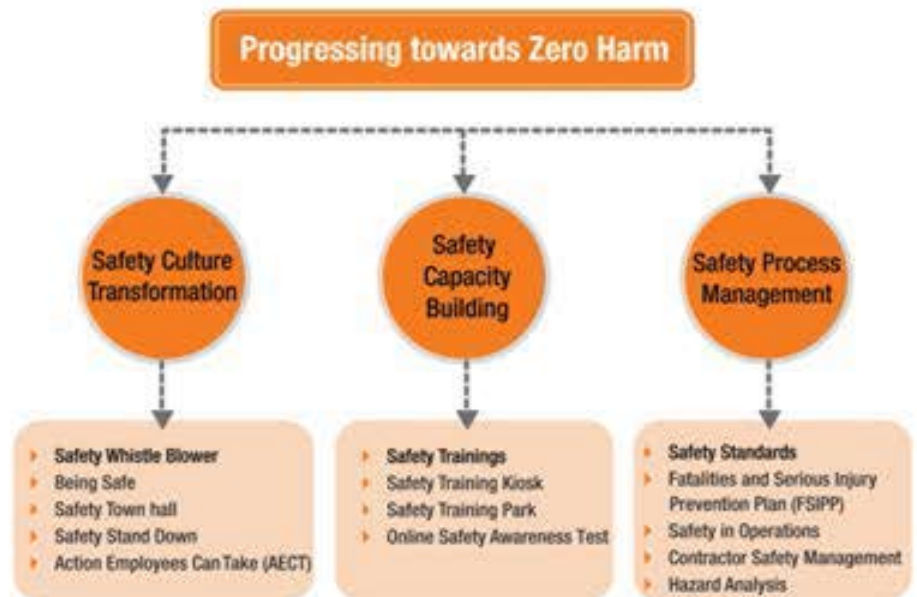 Progressing towards Zero Harm
Safety Culture
Transformation
Safety
Capacity
Building
Safety Process
Management
Safety Whistle Blower
Being Safe
Safety Town hall
Safety Stand Down
Action Employees Can Take (AECT)
Safety Trainings
Safety Training Kiosk
Safety Training Park
Online Safety Awareness Test
Safety Standards
Fatalities and Serious Injury
Prevention Plan (FSIPP)
Safety in Operations
Contractor Safety Management
Hazard Analysis